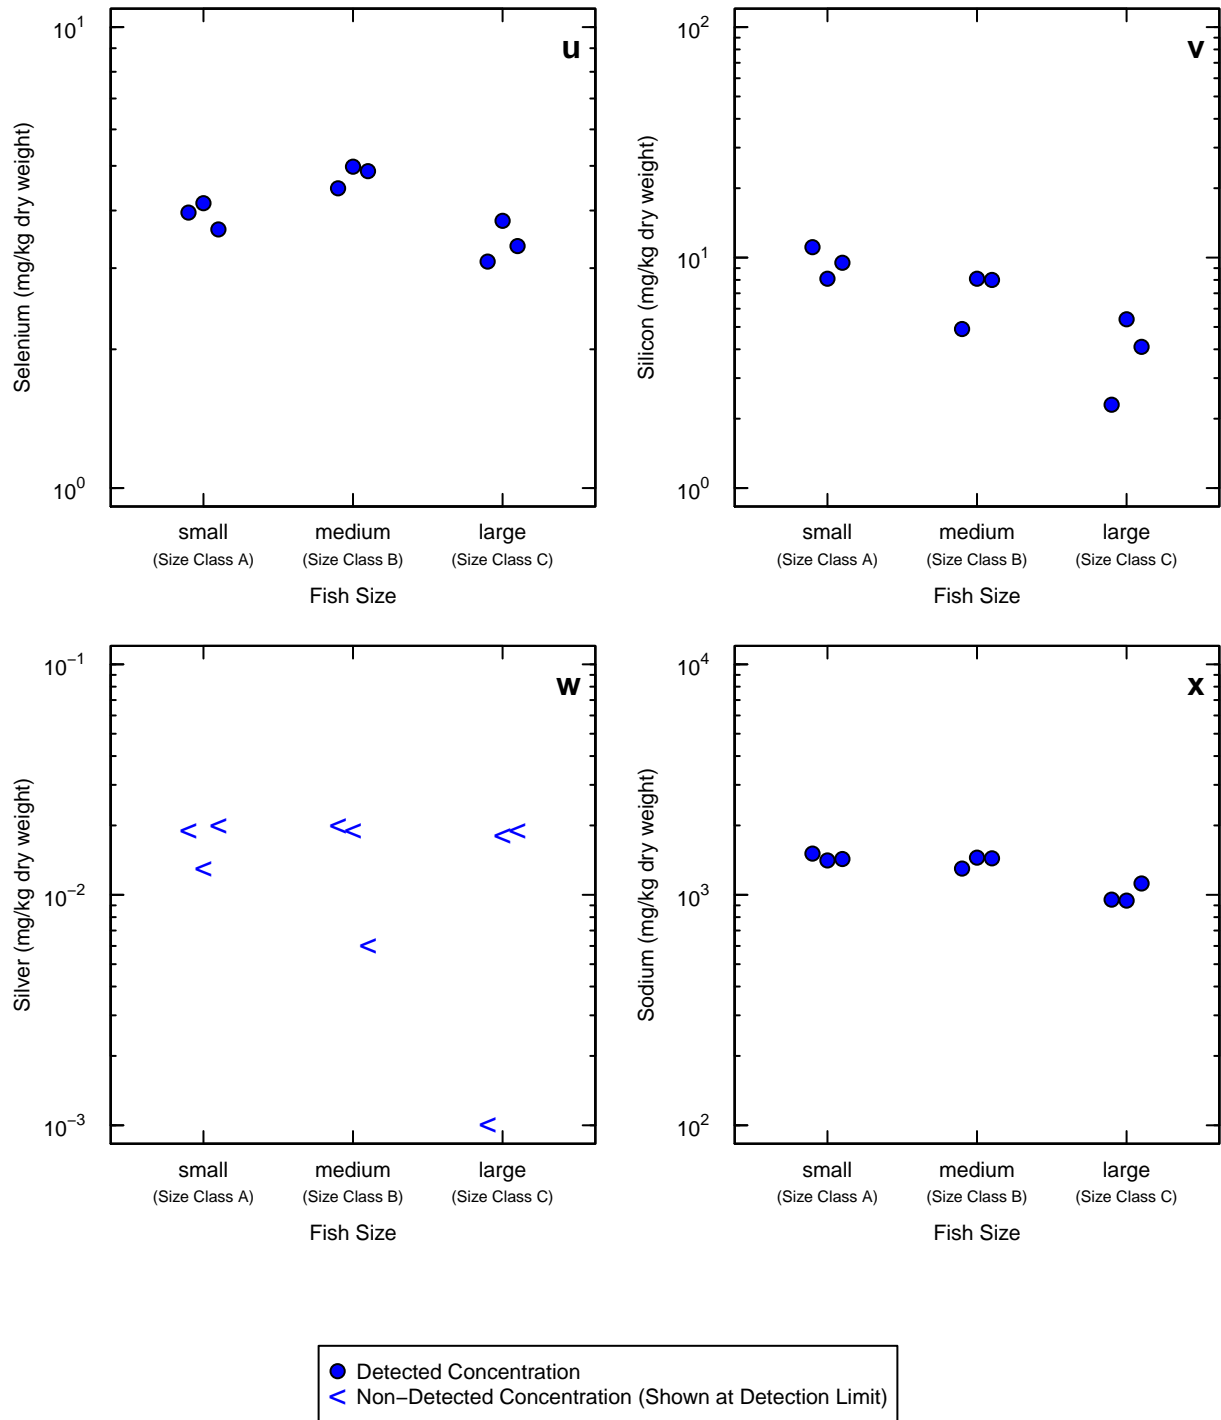 u
Selenium (mg/kg dry weight)
10^1
10^0
small
medium
large
(Size Class A)
(Size Class B)
(Size Class C)
Fish Size
v
Silicon (mg/kg dry weight)
10^2
10^1
10^0
small
medium
large
(Size Class A)
(Size Class B)
(Size Class C)
Fish Size
w
Silver (mg/kg dry weight)
10^−1
10^−2
10^−3
small
medium
large
(Size Class A)
(Size Class B)
(Size Class C)
Fish Size
x
Sodium (mg/kg dry weight)
10^4
10^3
10^2
small
medium
large
(Size Class A)
(Size Class B)
(Size Class C)
Fish Size
Detected Concentration
< Non−Detected Concentration (Shown at Detection Limit)